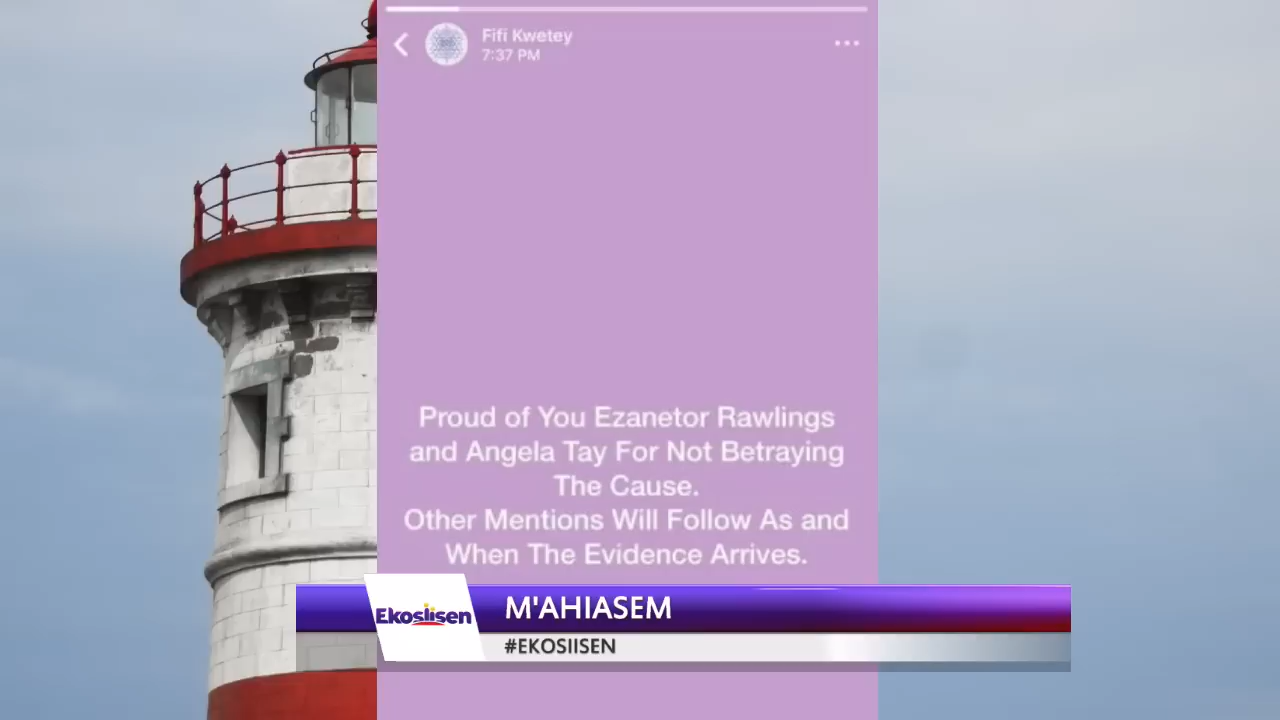 Fifi Kwetey
7:37 PM
Proud of You Ezanetor Rawlings
and Angela Tay For Not Betraying
The Cause.
Other Mentions Will Follow As and
When The Evidence Arrives.
Ekosiisen
M'AHIASEM
#EKOSIISEN